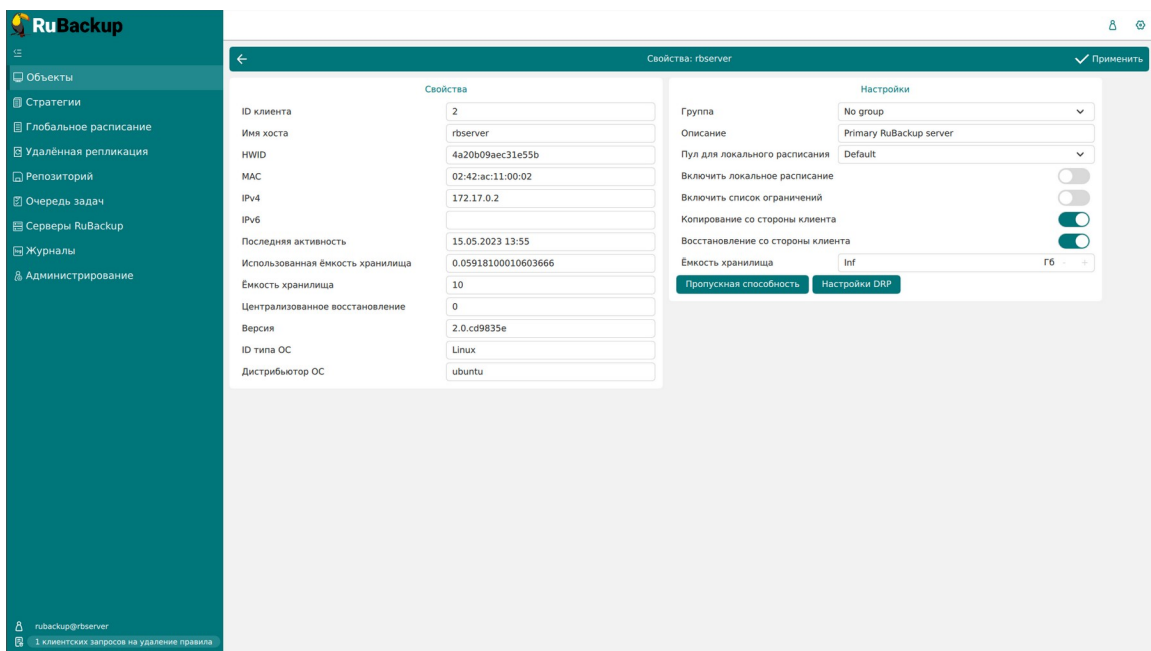 RuBackup
Объекты
Стратегии
Глобальное расписание
Удалённая репликация
Репозиторий
Очередь задач
Серверы RuBackup
Журналы
Администрирование
rubackup@rbserver
1 клиентских запросов на удаление правила
Свойства: rbserver
Применить
Свойства
ID клиента 2
Имя хоста rbserver
HWID 4a20b09aec31e55b
MAC 02:42:ac:11:00:02
IPv4 172.17.0.2
IPv6
Последняя активность 15.05.2023 13:55
Использованная ёмкость хранилища 0.05918100010603666
Ёмкость хранилища 10
Централизованное восстановление 0
Версия 2.0.cd9835e
ID типа ОС Linux
Дистрибьютор ОС ubuntu
Настройки
Группа No group
Описание Primary RuBackup server
Пул для локального расписания Default
Включить локальное расписание
Включить список ограничений
Копирование со стороны клиента
Восстановление со стороны клиента
Ёмкость хранилища Inf Гб - +
Пропускная способность Настройки DRP